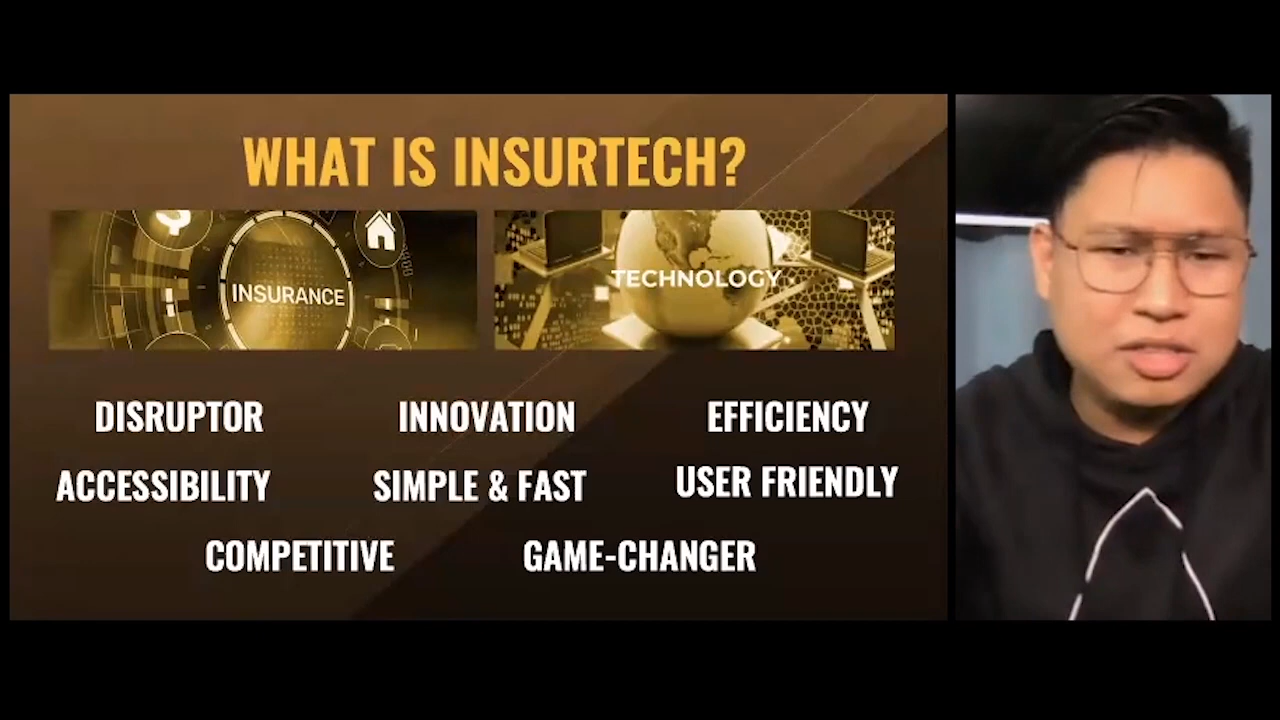 WHAT IS INSURTECH?
INSURANCE
TECHNOLOGY
DISRUPTOR
INNOVATION
EFFICIENCY
ACCESSIBILITY
SIMPLE & FAST
USER FRIENDLY
COMPETITIVE
GAME-CHANGER